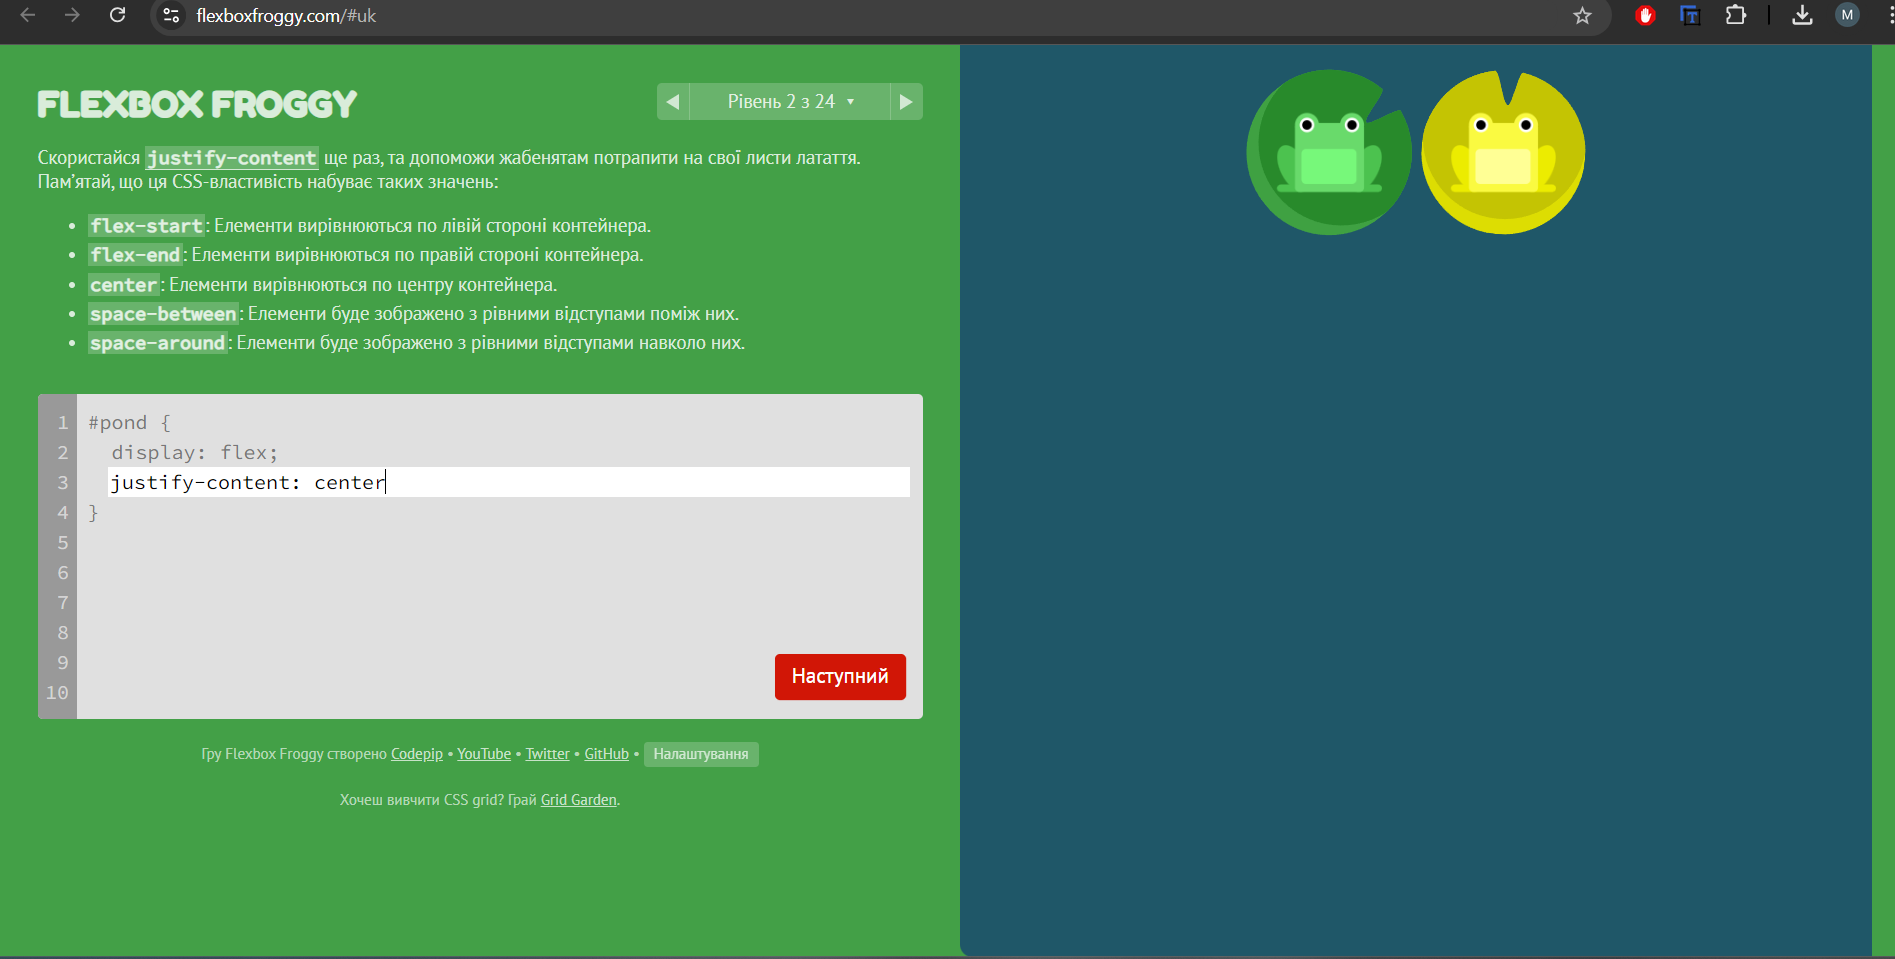 flexboxfroggy.com/#uk
M
FLEXBOX FROGGY
Рівень 2 з 24
Скористайся justify-content ще раз, та допоможи жабенятам потрапити на свої листи латаття.
Пам’ятай, що ця CSS-властивість набуває таких значень:
flex-start: Елементи вирівнюються по лівій стороні контейнера.
flex-end: Елементи вирівнюються по правій стороні контейнера.
center: Елементи вирівнюються по центру контейнера.
space-between: Елементи буде зображено з рівними відступами поміж них.
space-around: Елементи буде зображено з рівними відступами навколо них.
1 #pond {
2 display: flex;
3 justify-content: center
4 }
5
6
7
8
9
10
Наступний
Гру Flexbox Froggy створено Codepip • YouTube • Twitter • GitHub • Налаштування
Хочеш вивчити CSS grid? Грай Grid Garden.